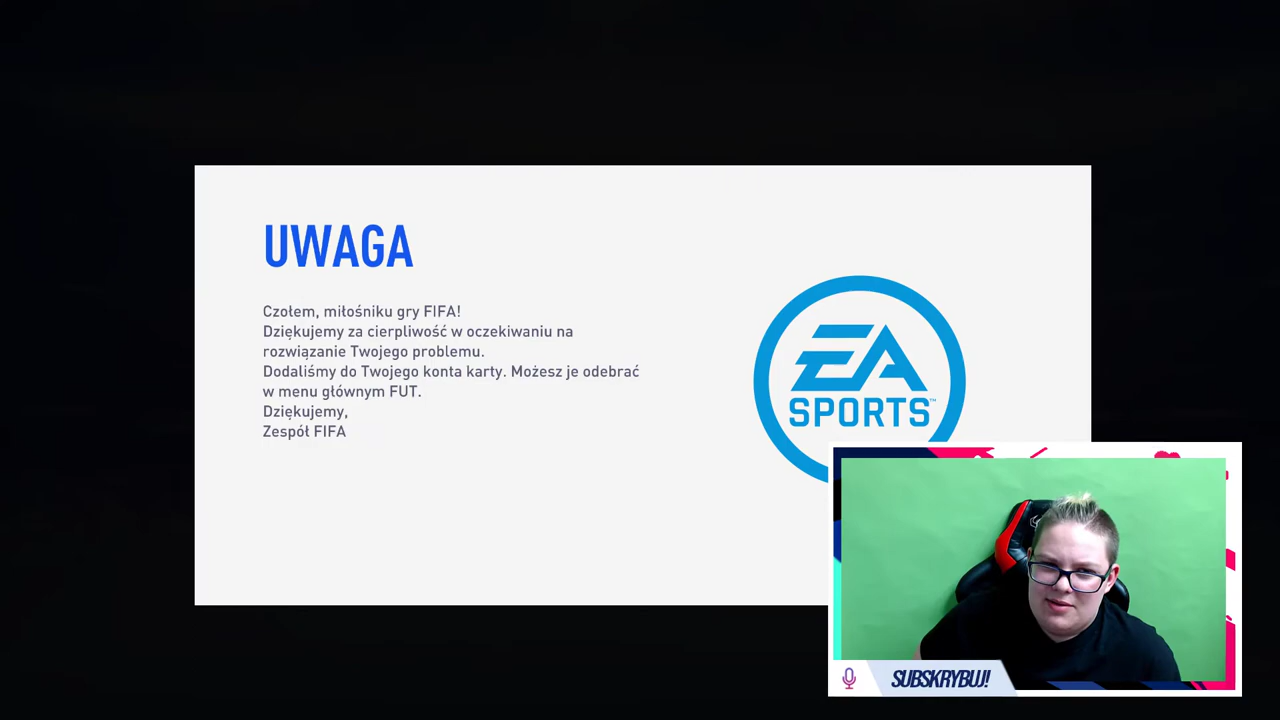 UWAGA
Czołem, miłośniku gry FIFA!
Dziękujemy za cierpliwość w oczekiwaniu na
rozwiązanie Twojego problemu.
Dodaliśmy do Twojego konta karty. Możesz je odebrać
w menu głównym FUT.
Dziękujemy,
Zespół FIFA
EA
SPORTS™
SUBSKRYBUJ!